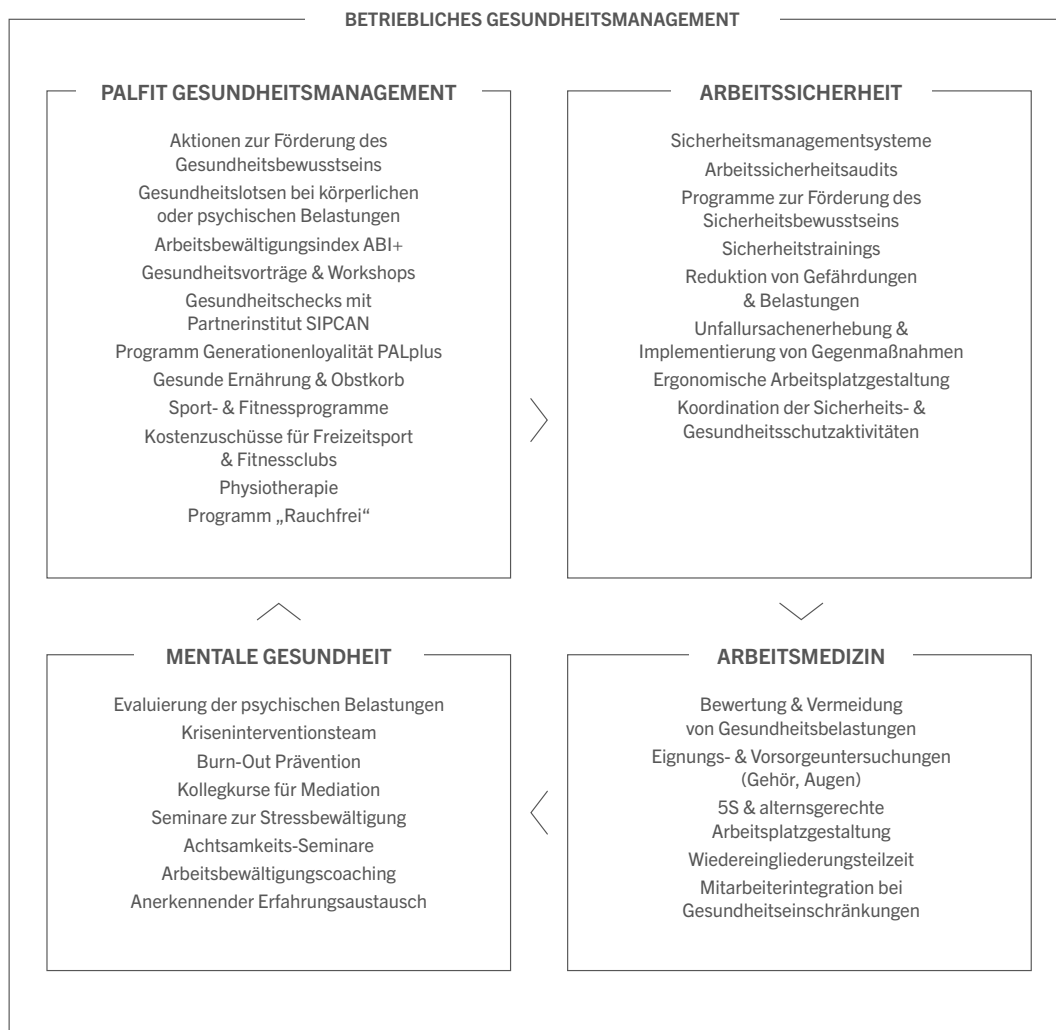 BETRIEBLICHES GESUNDHEITSMANAGEMENT
PALFIT GESUNDHEITSMANAGEMENT
Aktionen zur Förderung des
Gesundheitsbewusstseins
Gesundheitslotsen bei körperlichen
oder psychischen Belastungen
Arbeitsbewältigungsindex ABI+
Gesundheitsvorträge & Workshops
Gesundheitschecks mit
Partnerinstitut SIPCAN
Programm Generationenloyalität PALplus
Gesunde Ernährung & Obstkorb
Sport- & Fitnessprogramme
Kostenzuschüsse für Freizeitsport
& Fitnessclubs
Physiotherapie
Programm „Rauchfrei“
ARBEITSSICHERHEIT
Sicherheitsmanagementsysteme
Arbeitssicherheitsaudits
Programme zur Förderung des
Sicherheitsbewusstseins
Sicherheitstrainings
Reduktion von Gefährdungen
& Belastungen
Unfallursachenerhebung &
Implementierung von Gegenmaßnahmen
Ergonomische Arbeitsplatzgestaltung
Koordination der Sicherheits- &
Gesundheitsschutzaktivitäten
MENTALE GESUNDHEIT
Evaluierung der psychischen Belastungen
Kriseninterventionsteam
Burn-Out Prävention
Kollegkurse für Mediation
Seminare zur Stressbewältigung
Achtsamkeits-Seminare
Arbeitsbewältigungscoaching
Anerkennender Erfahrungsaustausch
ARBEITSMEDIZIN
Bewertung & Vermeidung
von Gesundheitsbelastungen
Eignungs- & Vorsorgeuntersuchungen
(Gehör, Augen)
5S & alternsgerechte
Arbeitsplatzgestaltung
Wiedereingliederungsteilzeit
Mitarbeiterintegration bei
Gesundheitseinschränkungen